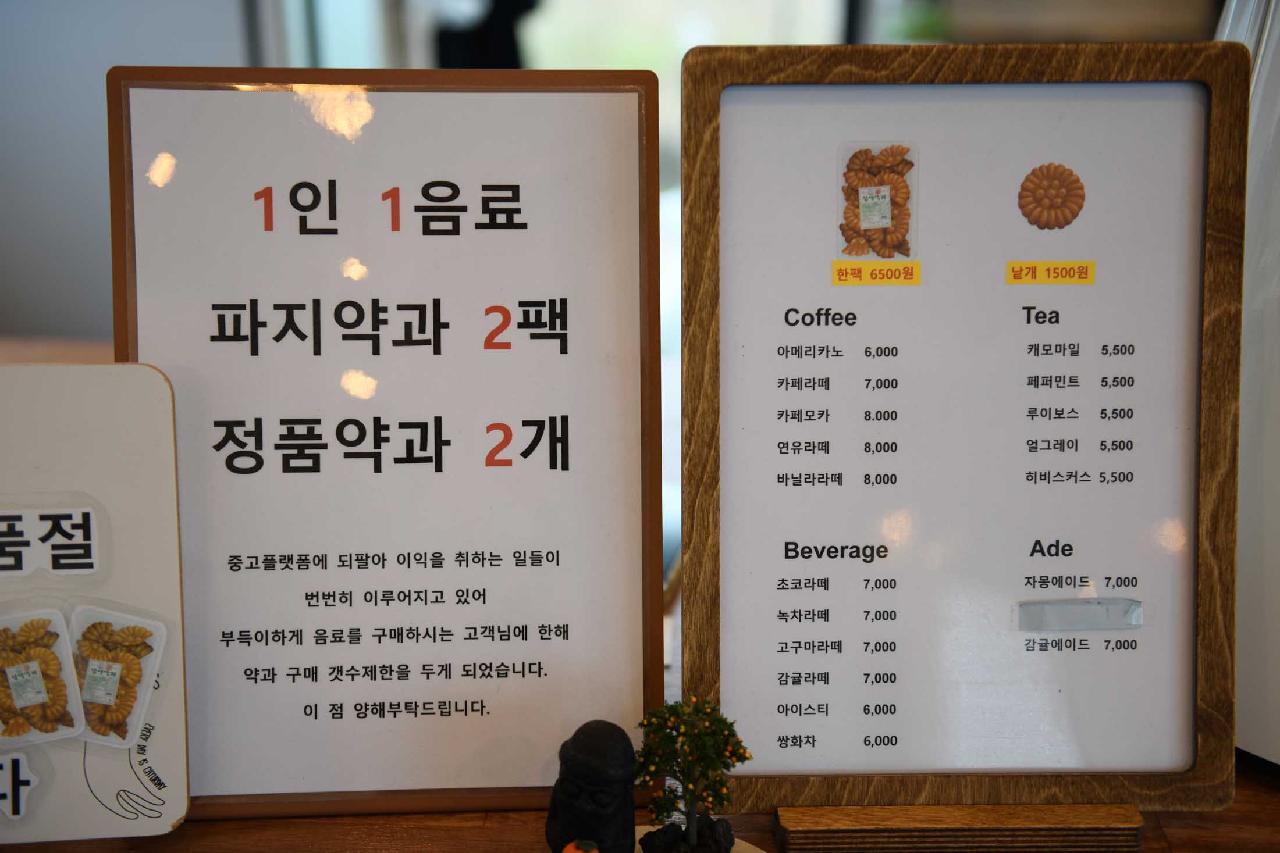 1인 1음료
파지약과 2팩
정품약과 2개
중고플랫폼에 되팔아 이익을 취하는 일들이
번번히 이루어지고 있어
부득이하게 음료를 구매하시는 고객님에 한해
약과 구매 갯수제한을 두게 되었습니다.
이 점 양해부탁드립니다.
품절
다
한팩 6500원
낱개 1500원
Coffee
아메리카노 6,000
카페라떼 7,000
카페모카 8.000
연유라떼 8,000
바닐라라떼 8,000
Tea
캐모마일 5,500
페퍼민트 5,500
루이보스 5,500
얼그레이 5,500
히비스커스 5,500
Beverage
초코라떼 7,000
녹차라떼 7,000
고구마라떼 7,000
감귤라떼 7,000
아이스티 6,000
쌍화차 6,000
Ade
자몽에이드 7,000
감귤에이드 7,000